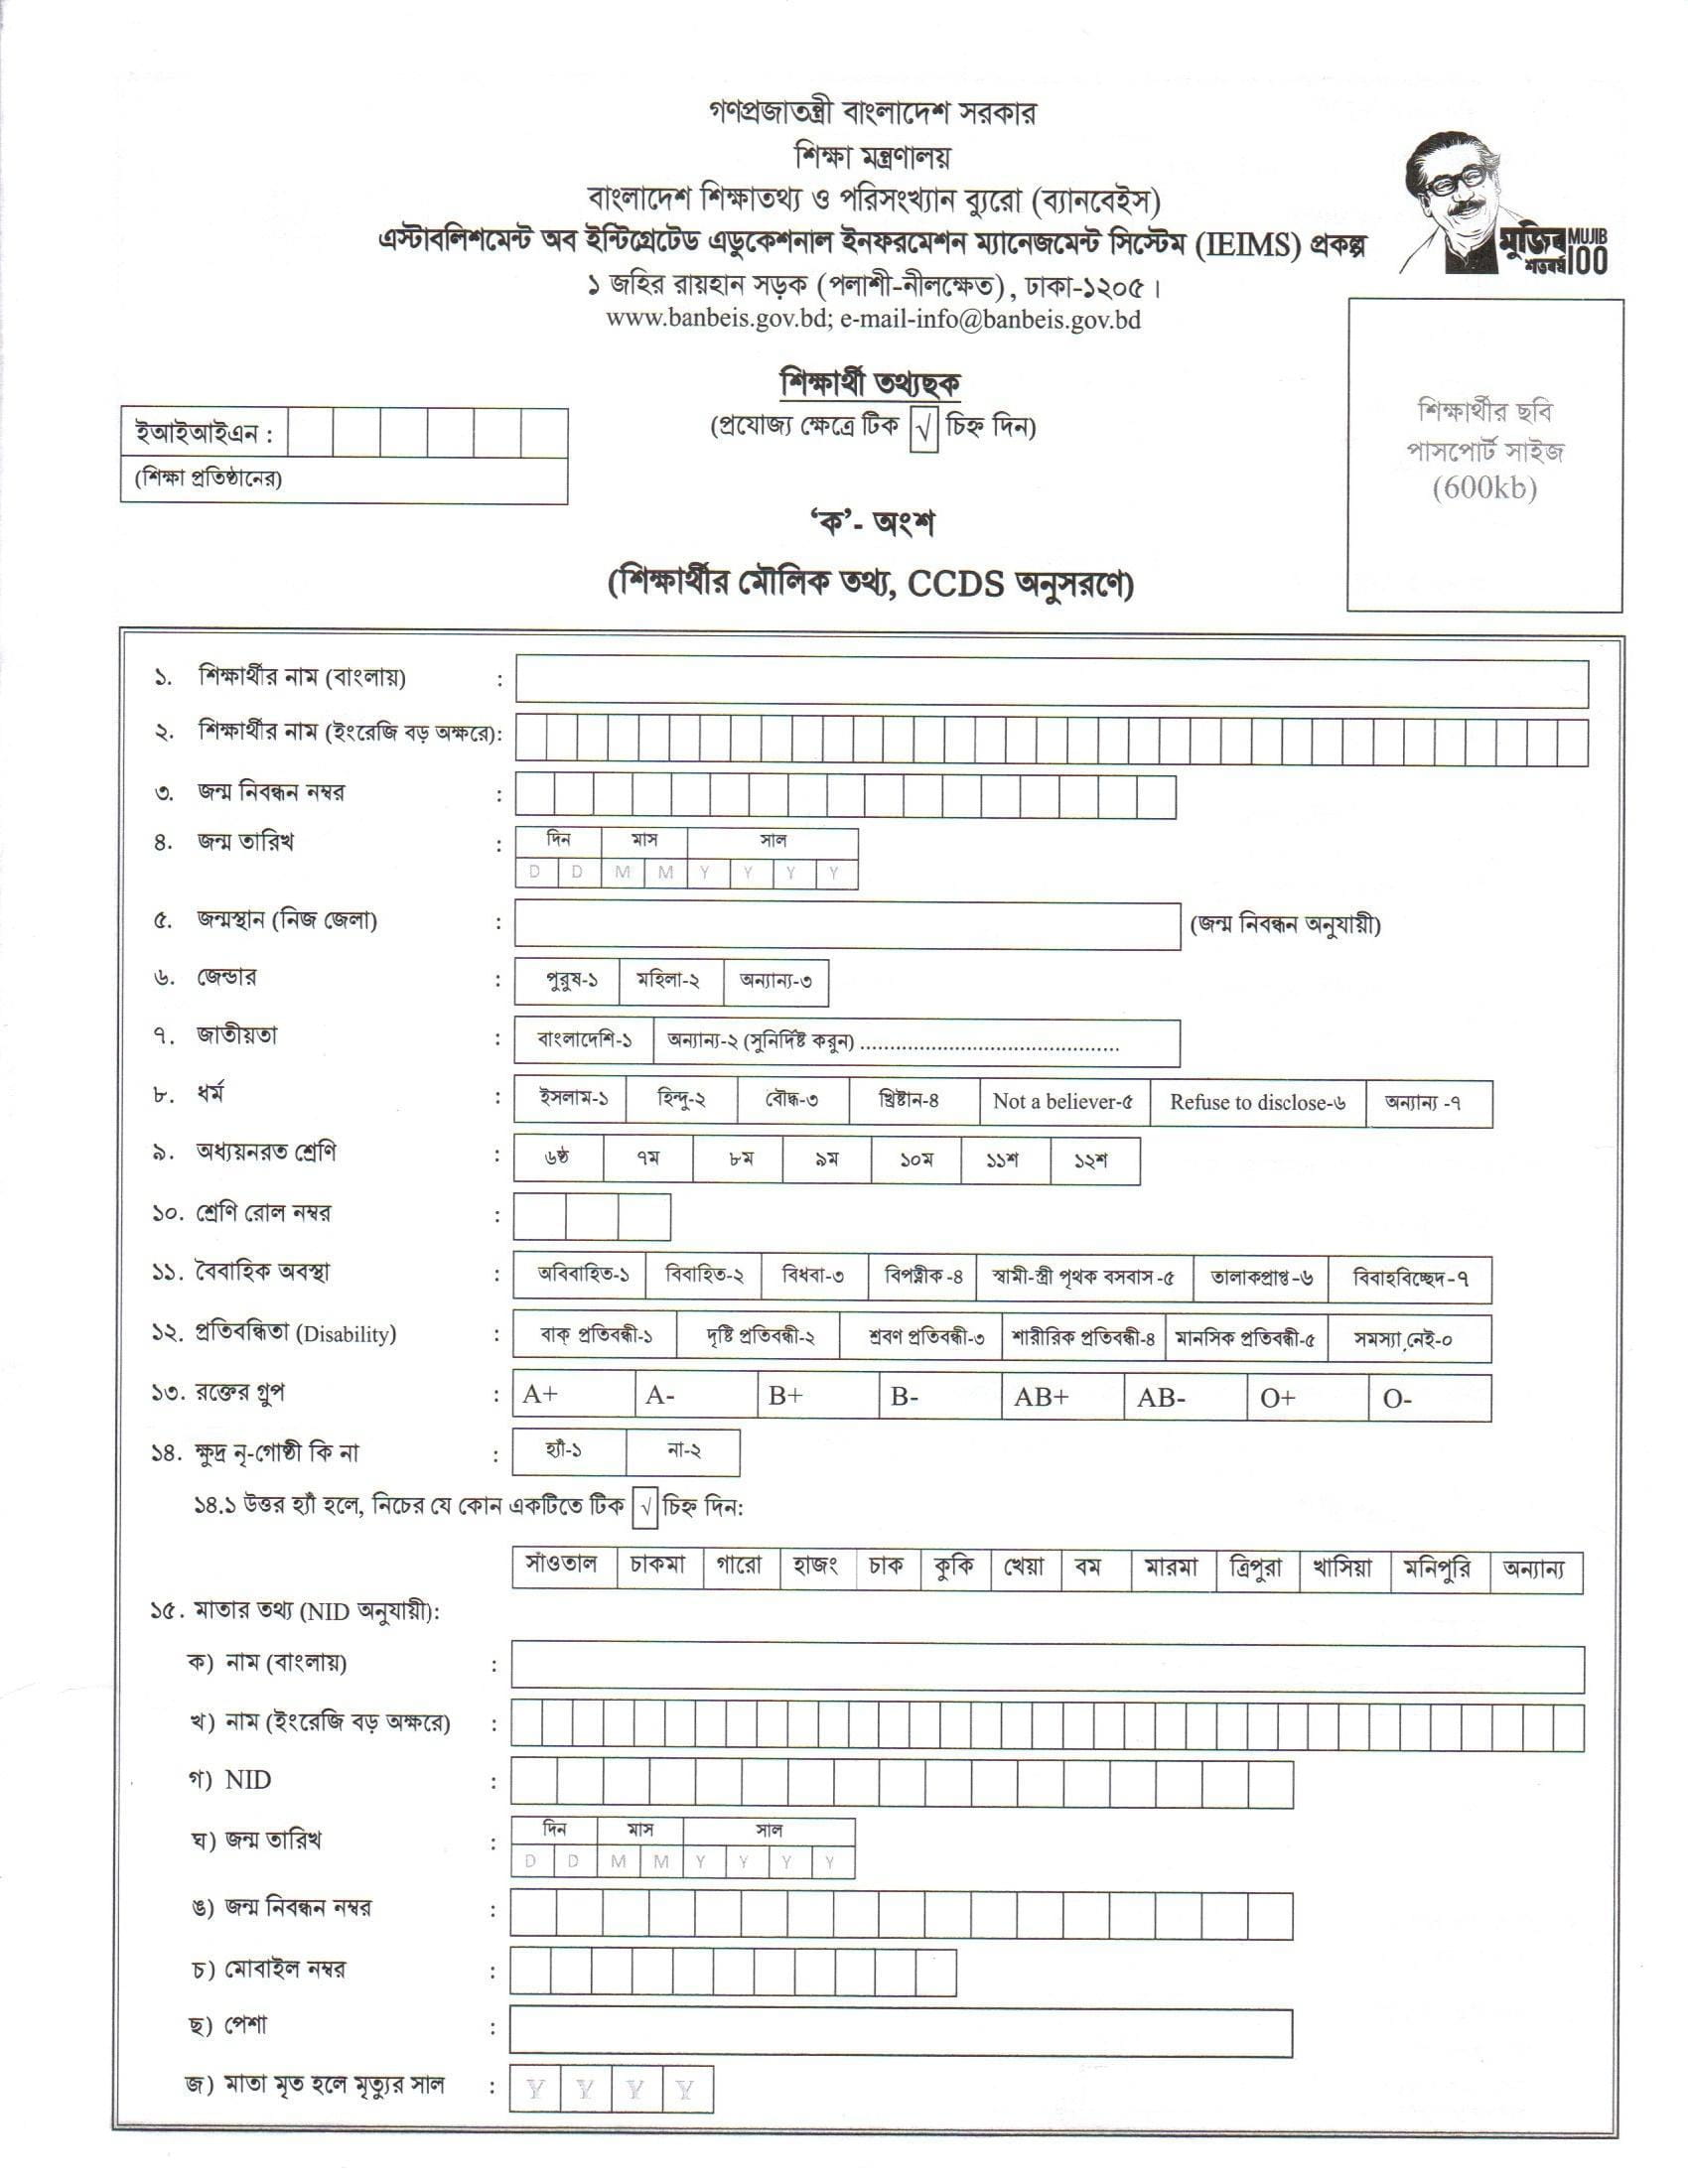 গণপ্রজাতন্ত্রী বাংলাদেশ সরকার
শিক্ষা মন্ত্রণালয়
বাংলাদেশ শিক্ষাতথ্য ও পরিসংখ্যান ব্যুরো (ব্যানবেইস)
এস্টাবলিশমেন্ট অব ইন্টিগ্রেটেড এডুকেশনাল ইনফরমেশন ম্যানেজমেন্ট সিস্টেম (IEIMS) প্রকল্প
মুজিব MUJIB
শতবর্ষ 100
১ জহির রায়হান সড়ক (পলাশী-নীলক্ষেত), ঢাকা-১২০৫।
www.banbeis.gov.bd; e-mail-info@banbeis.gov.bd
শিক্ষার্থী তথ্যছক
(প্রযোজ্য ক্ষেত্রে টিক √ চিহ্ন দিন)
ইআইআইএন :
(শিক্ষা প্রতিষ্ঠানের)
শিক্ষার্থীর ছবি
পাসপোর্ট সাইজ
(600kb)
‘ক’- অংশ
(শিক্ষার্থীর মৌলিক তথ্য, CCDS অনুসরণে)
১. শিক্ষার্থীর নাম (বাংলায়) :
২. শিক্ষার্থীর নাম (ইংরেজি বড় অক্ষরে):
৩. জন্ম নিবন্ধন নম্বর :
৪. জন্ম তারিখ : দিন মাস সাল
D D M M Y Y Y Y
৫. জন্মস্থান (নিজ জেলা) : (জন্ম নিবন্ধন অনুযায়ী)
৬. জেন্ডার : পুরুষ-১ মহিলা-২ অন্যান্য-৩
৭. জাতীয়তা : বাংলাদেশি-১ অন্যান্য-২ (সুনির্দিষ্ট করুন) ............................................
৮. ধর্ম : ইসলাম-১ হিন্দু-২ বৌদ্ধ-৩ খ্রিষ্টান-৪ Not a believer-৫ Refuse to disclose-৬ অন্যান্য -৭
৯. অধ্যয়নরত শ্রেণি : ৬ষ্ঠ ৭ম ৮ম ৯ম ১০ম ১১শ ১২শ
১০. শ্রেণি রোল নম্বর :
১১. বৈবাহিক অবস্থা : অবিবাহিত-১ বিবাহিত-২ বিধবা-৩ বিপত্নীক -৪ স্বামী-স্ত্রী পৃথক বসবাস -৫ তালাকপ্রাপ্ত -৬ বিবাহবিচ্ছেদ -৭
১২. প্রতিবন্ধিতা (Disability) : বাক্ প্রতিবন্ধী-১ দৃষ্টি প্রতিবন্ধী-২ শ্রবণ প্রতিবন্ধী-৩ শারীরিক প্রতিবন্ধী-৪ মানসিক প্রতিবন্ধী-৫ সমস্যা নেই-০
১৩. রক্তের গ্রুপ : A+ A- B+ B- AB+ AB- O+ O-
১৪. ক্ষুদ্র নৃ-গোষ্ঠী কি না : হ্যাঁ-১ না-২
১৪.১ উত্তর হ্যাঁ হলে, নিচের যে কোন একটিতে টিক √ চিহ্ন দিন:
সাঁওতাল চাকমা গারো হাজং চাক কুকি খেয়া বম মারমা ত্রিপুরা খাসিয়া মনিপুরি অন্যান্য
১৫. মাতার তথ্য (NID অনুযায়ী):
ক) নাম (বাংলায়) :
খ) নাম (ইংরেজি বড় অক্ষরে) :
গ) NID :
ঘ) জন্ম তারিখ : দিন মাস সাল
D D M M Y Y Y Y
ঙ) জন্ম নিবন্ধন নম্বর :
চ) মোবাইল নম্বর :
ছ) পেশা :
জ) মাতা মৃত হলে মৃত্যুর সাল : Y Y Y Y